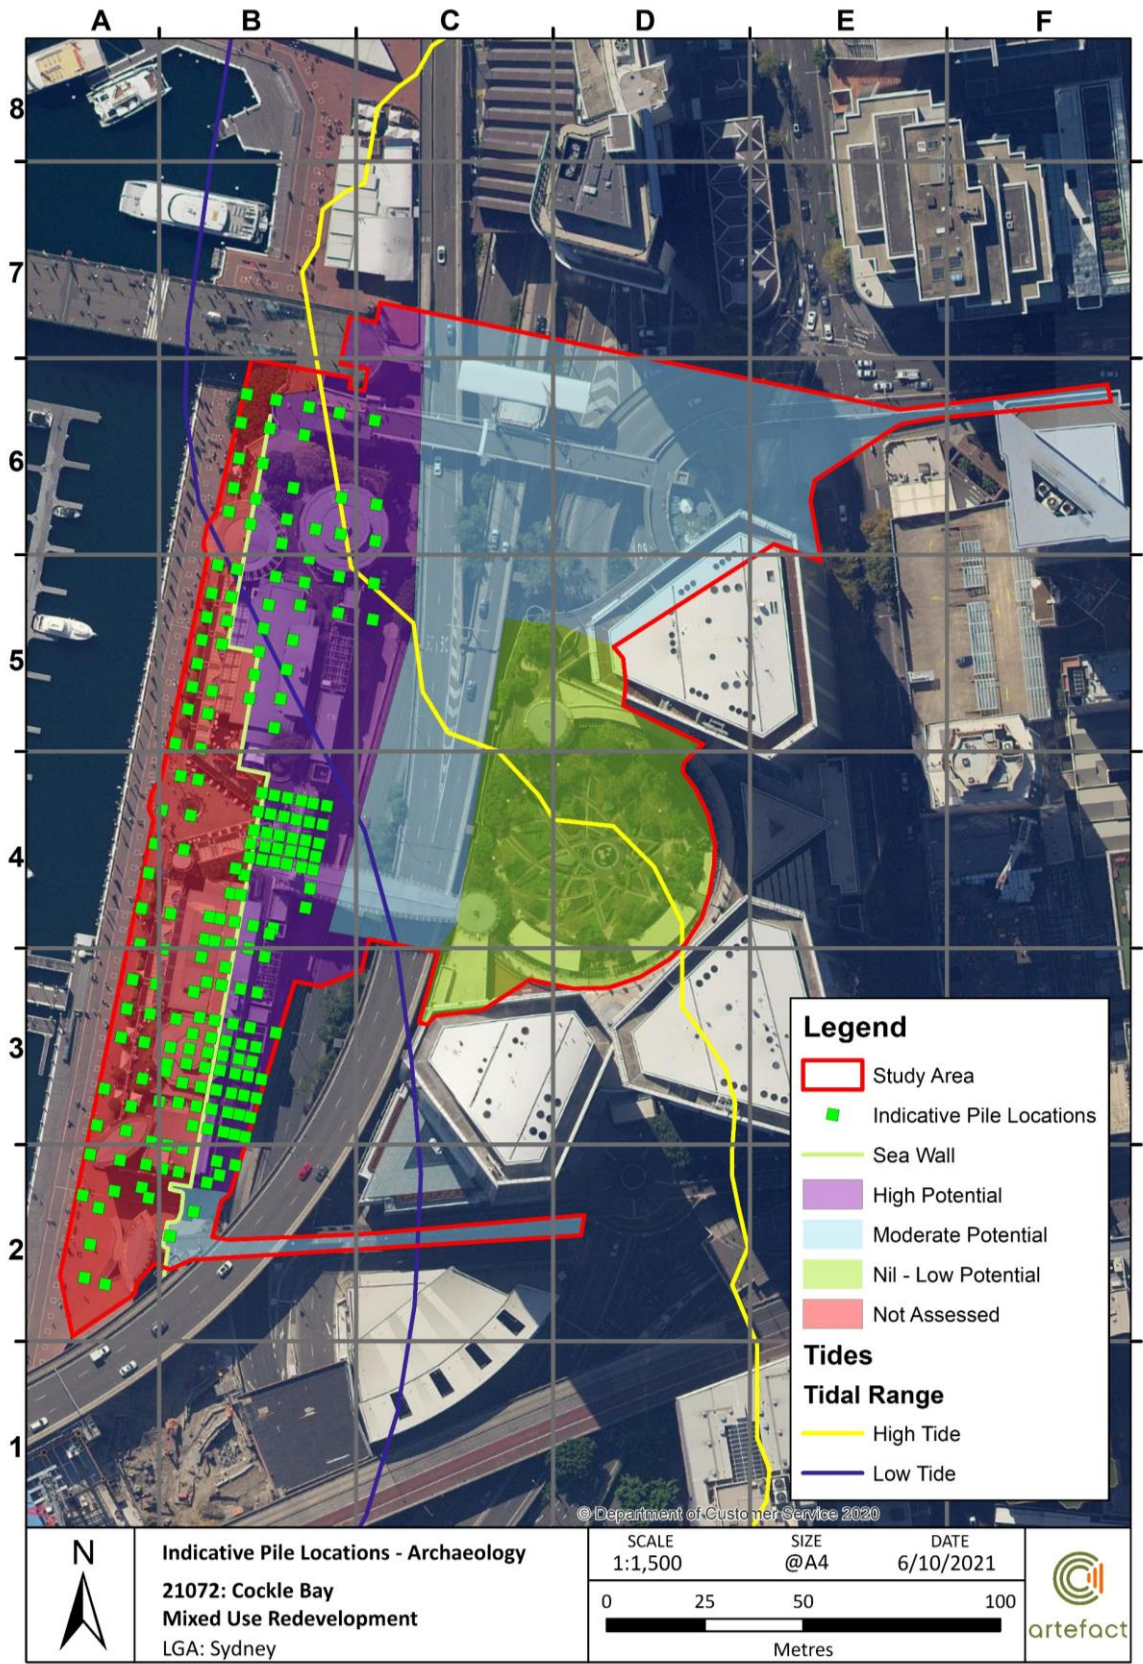 A B C D E F
8
7
6
5
4
3
2
1
Legend
Study Area
Indicative Pile Locations
Sea Wall
High Potential
Moderate Potential
Nil - Low Potential
Not Assessed
Tides
Tidal Range
High Tide
Low Tide
© Department of Customer Service 2020
N
Indicative Pile Locations - Archaeology
21072: Cockle Bay
Mixed Use Redevelopment
LGA: Sydney
SCALE SIZE DATE
1:1,500 @A4 6/10/2021
0 25 50 100
Metres
artefact